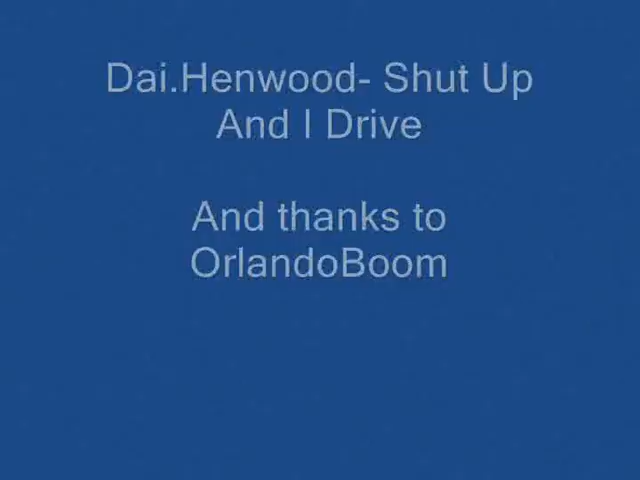 Dai.Henwood- Shut Up
And I Drive
And thanks to
OrlandoBoom